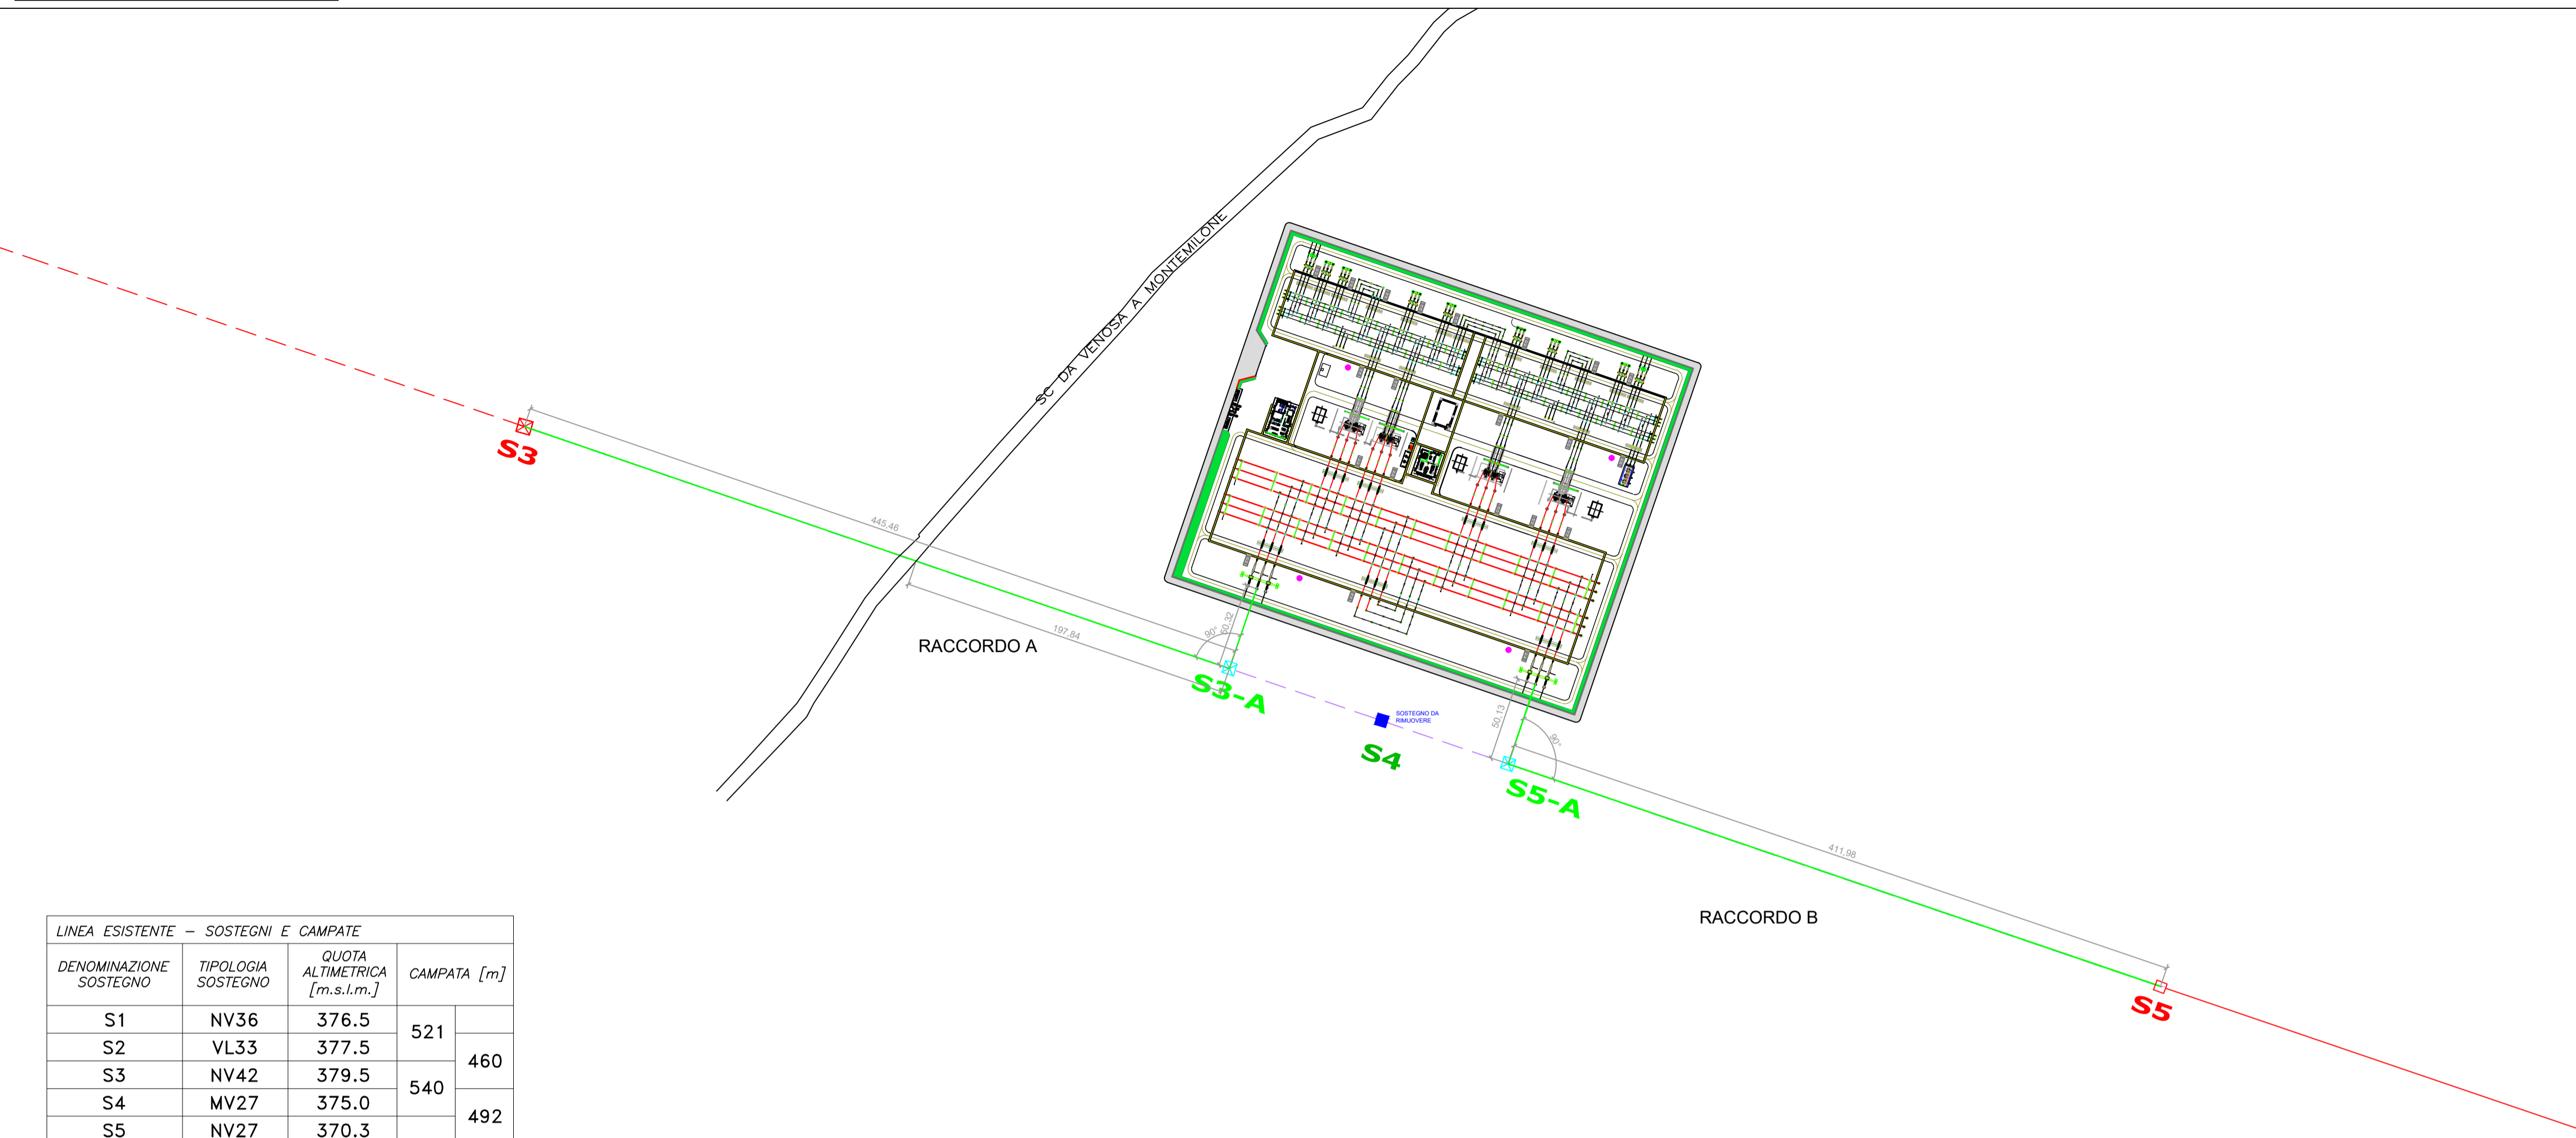 SC DA VENOSA A MONTEMILONE
S3
445,46
197,84
RACCORDO A
90°
60,32
S3-A
SOSTEGNO DA
RIMUOVERE
S4
50,13
90°
S5-A
411,98
RACCORDO B
S5
LINEA ESISTENTE – SOSTEGNI E CAMPATE
DENOMINAZIONE
SOSTEGNO
TIPOLOGIA
SOSTEGNO
QUOTA
ALTIMETRICA
[m.s.l.m.]
CAMPATA [m]
S1 NV36 376.5
521
S2 VL33 377.5
460
S3 NV42 379.5
540
S4 MV27 375.0
492
S5 NV27 370.3